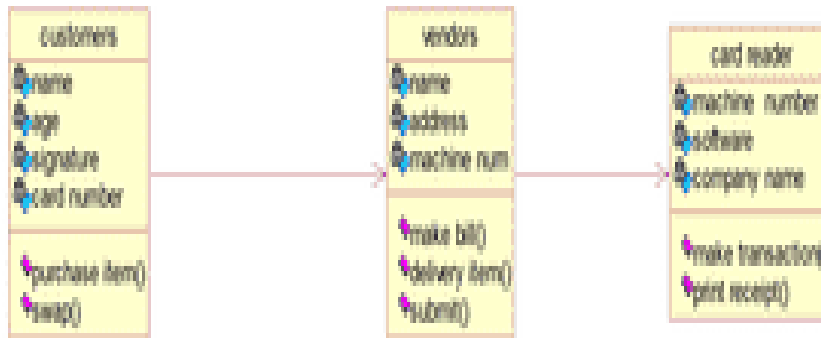 customers
name
age
signature
card number
purchase item()
swap()
vendors
name
address
machine num
make bill()
delivery item()
submit()
card reader
machine number
software
company name
make transaction(
print receipt()